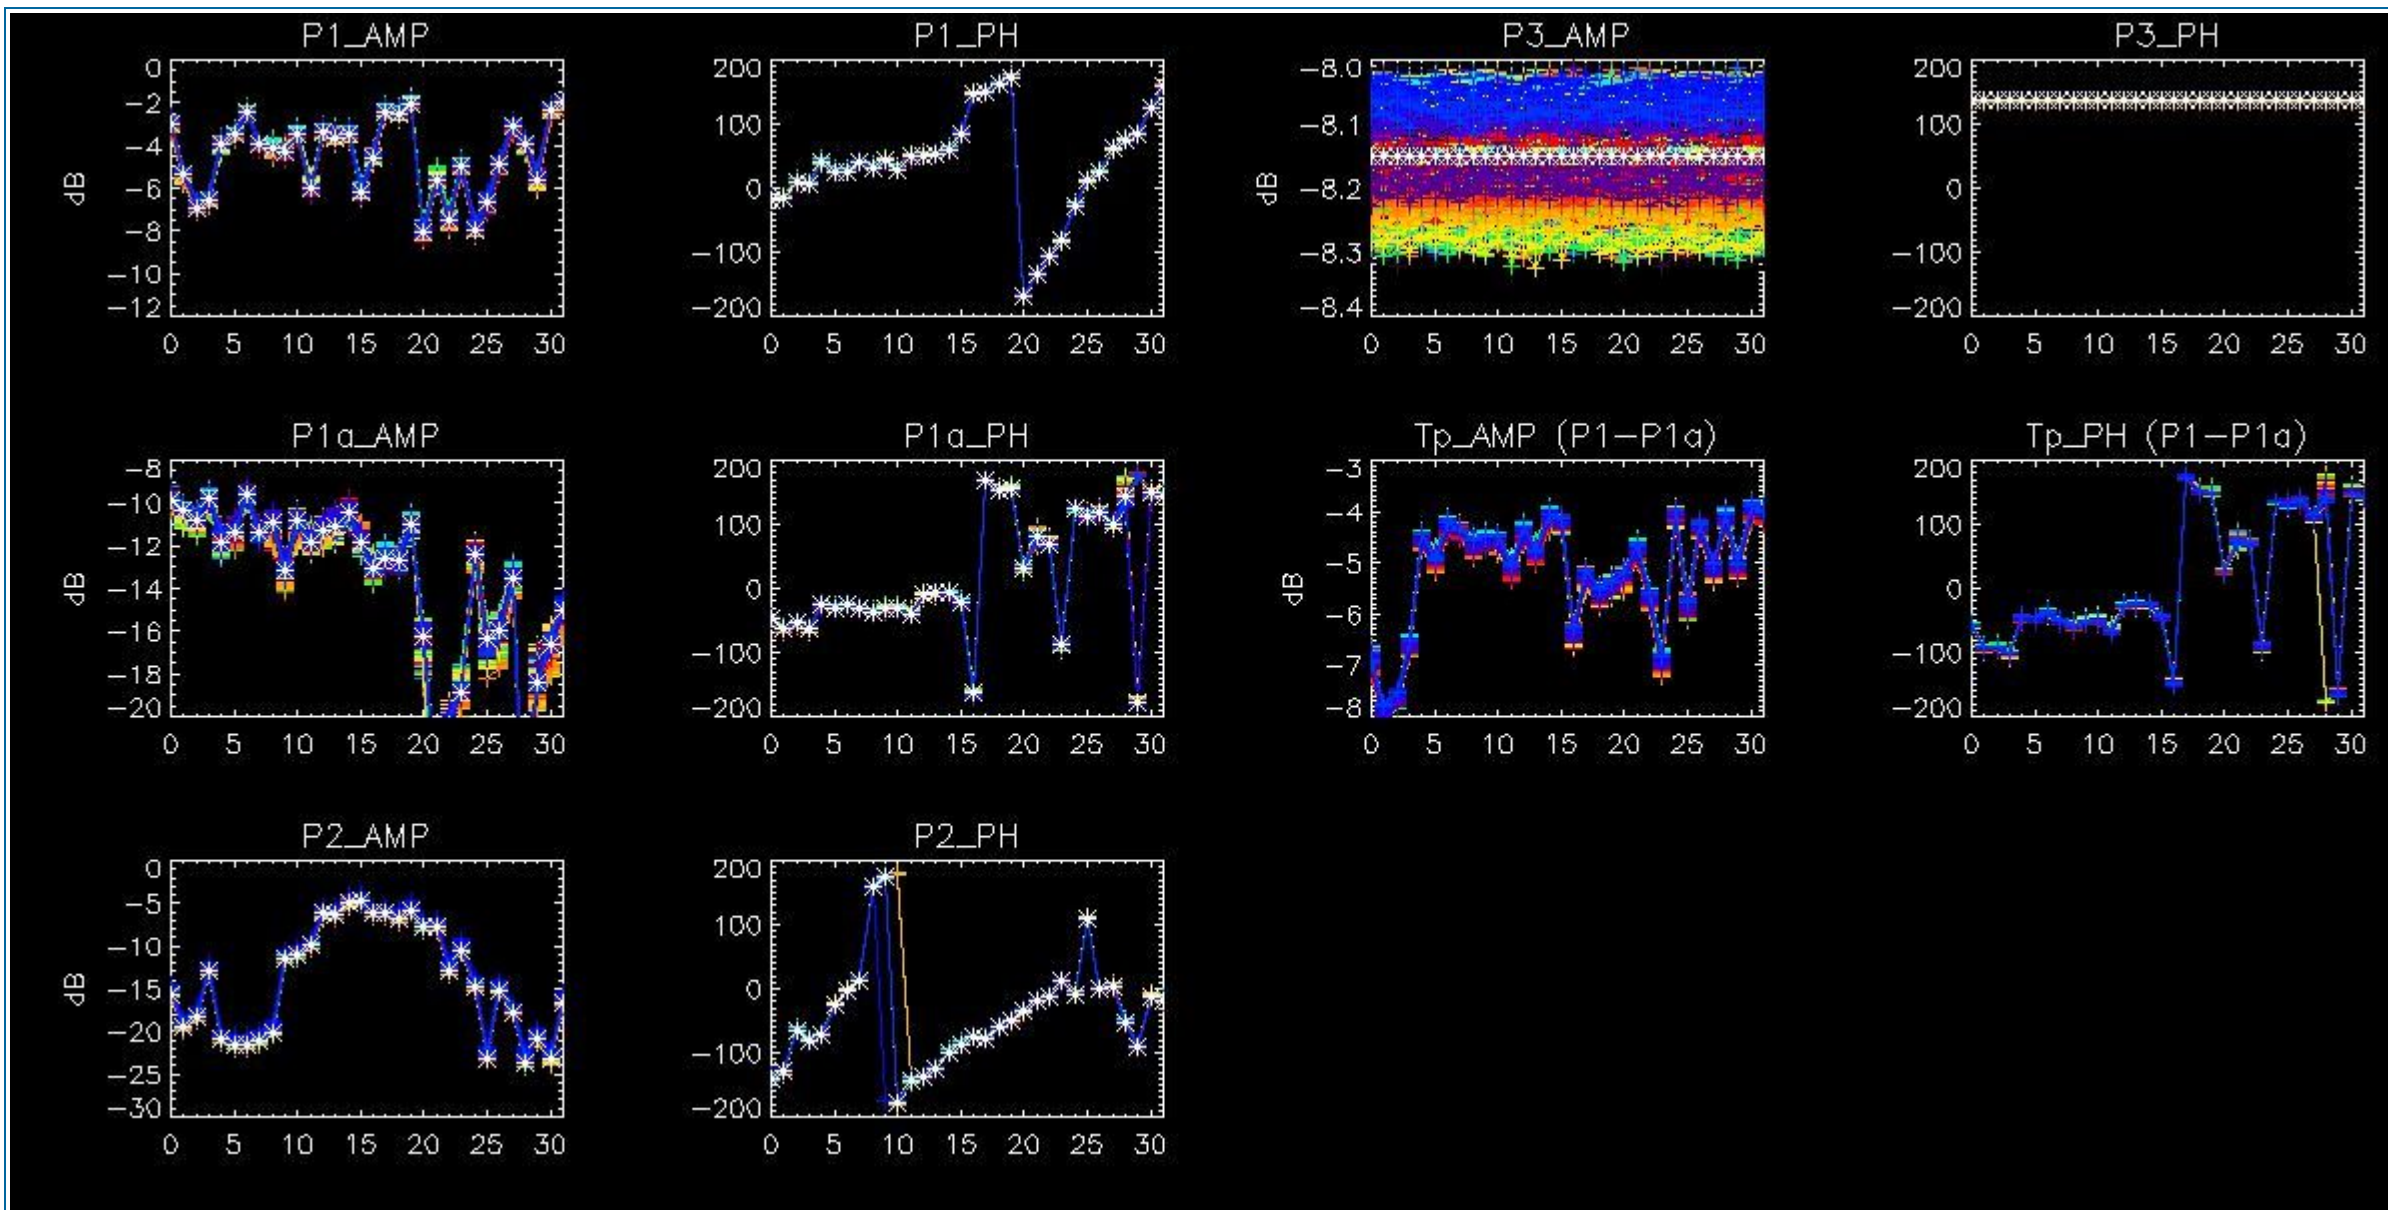 P1_AMP P1_PH P3_AMP P3_PH
0 200 -8.0 200
-2
-4 100 -8.1 100
dB -6 0 dB -8.2 0
-8
-10 -100 -8.3 -100
-12 -200 -8.4 -200
0 5 10 15 20 25 30 0 5 10 15 20 25 30 0 5 10 15 20 25 30 0 5 10 15 20 25 30
P1a_AMP P1a_PH Tp_AMP (P1-P1a) Tp_PH (P1-P1a)
-8 200 -3 200
-10
-12 100 -4 100
dB -14 0 dB -5 0
-16 -6
-18 -100 -7 -100
-20 -200 -8 -200
0 5 10 15 20 25 30 0 5 10 15 20 25 30 0 5 10 15 20 25 30 0 5 10 15 20 25 30
P2_AMP P2_PH
0 200
-5
-10 100
dB -15 0
-20
-25 -100
-30 -200
0 5 10 15 20 25 30 0 5 10 15 20 25 30